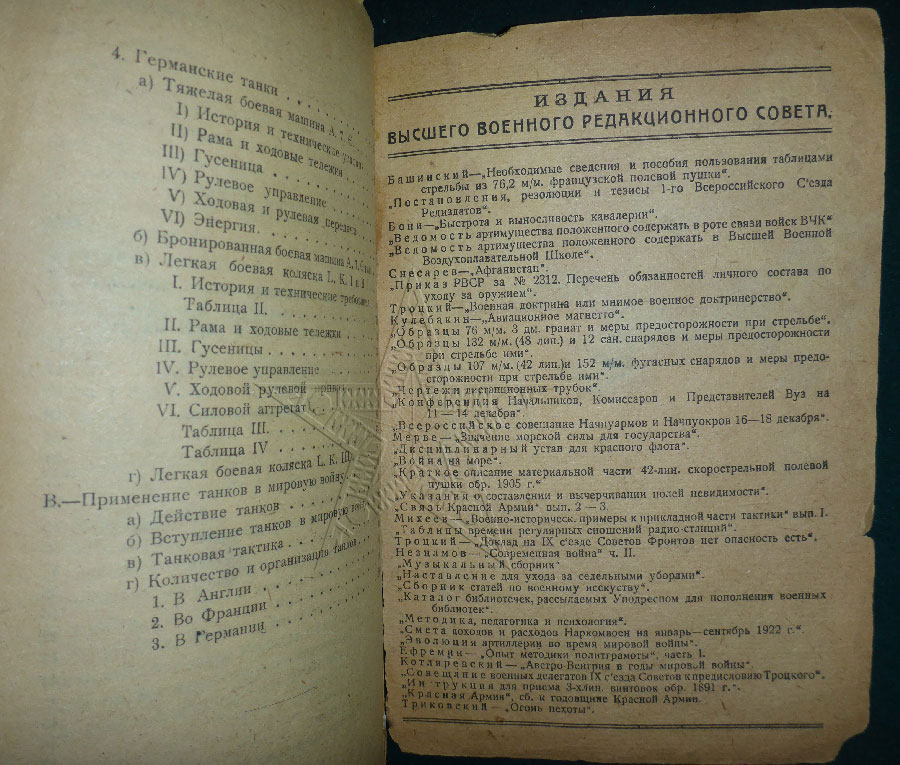 4. Германские танки . . . . .
а) Тяжелая боевая машина А. 7.
I) История и технические
II) Рама и ходовые тележки
III) Гусеница . . . . .
IV) Рулевое управление . . .
V) Ходовая и рулевая передача
VI) Энергия. . . . .
б) Бронированная боевая машина А. 7.
в) Легкая боевая коляска L. K. I и
I. История и технические
Таблица II. . . . .
II. Рама и ходовые тележки
III. Гусеницы . . . . .
IV. Рулевое управление . . .
V. Ходовой рулевой
VI. Силовой аггрегат . . . .
Таблица III. . . . .
Таблица IV . . . . .
г) Легкая боевая коляска L. K. III.
В.—Применение танков в мировую войну
а) Действие танков . . . . .
б) Вступление танков в мировую
в) Танковая тактика . . . . .
г) Количество и организация
1. В Англии. . . . .
2. Во Франции . . . . .
3. В Германии . . . . .
ИЗДАНИЯ
ВЫСШЕГО ВОЕННОГО РЕДАКЦИОННОГО СОВЕТА.
Башинский—„Необходимые сведения и пособия пользования таблицами
стрельбы из 76,2 м/м. французской полевой пушки".
„Постановления, резолюции и тезисы 1-го Всероссийского С'езда
Редиздатов".
Бони—„Быстрота и выносливость кавалерии".
„Ведомость артимущества положенного содержать в роте связи войск ВЧК"
„Ведомость артимущества положенного содержать в Высшей Военной
Воздухоплавательной Школе".
Снесарев—„Афганистан".
„Приказ РВСР за № 2312. Перечень обязанностей личного состава по
уходу за оружием".
Троцкий—„Военная доктрина или мнимое военное доктринерство".
Кулебакин—„Авиационное магнетто".
„Образцы 76 м/м. 3 дм. гранат и меры предосторожности при стрельбе".
„Образцы 132 м/м. (48 лин.) и 12 сан. снарядов и меры предосторожности
при стрельбе ими".
„Образцы 107 м/м. (42 лин.) и 152 м/м. фугасных снарядов и меры предо-
сторожности при стрельбе ими".
„Чертежи дистанционных трубок".
„Конференция Начальников, Комиссаров и Представителей Вуз на
11—14 декабря".
„Всероссийское совещание Начпуармов и Начпуокров 16—18 декабря".
Мерве—„Значение морской силы для государства".
„Дисциплинарный устав для красного флота".
„Война на море".
„Краткое описание материальной части 42-лин. скорострельной полевой
пушки обр. 1905 г."
„Указания о составлении и вычерчивании полей невидимости".
„Связь Красной Армии" вып. 2—3.
Михеев—„Военно-историческ. примеры к прикладной части тактики" вып. I.
„Таблицы времени регулярных сношений радио-станций".
Троцкий—„Доклад на IX с'езде Советов Фронтов нет опасность есть".
Незнамов—„Современная война" ч. II.
„Музыкальный сборник"
„Наставление для ухода за седельными уборами".
„Сборник статей по военному искусству".
„Каталог библиотечек, рассылаемых Уподресном для пополнения военных
библиотек".
„Методика, педагогика и психология".
„Смета доходов и расходов Наркомвоен на январь—сентябрь 1922 г.".
„Эволюция артиллерии во время мировой войны".
Ефремин—„Опыт методики политграмоты", часть I.
Котляревский—„Австро-Венгрия в годы мировой войны".
„Совещание военных делегатов IX с'езда Советов к предисловию Троцкого".
„Инструкция для приема 3-хлин. винтовок обр. 1891 г.".
„Красная Армия", сб. к годовщине Красной Армии.
Триковский—„Огонь пехоты".